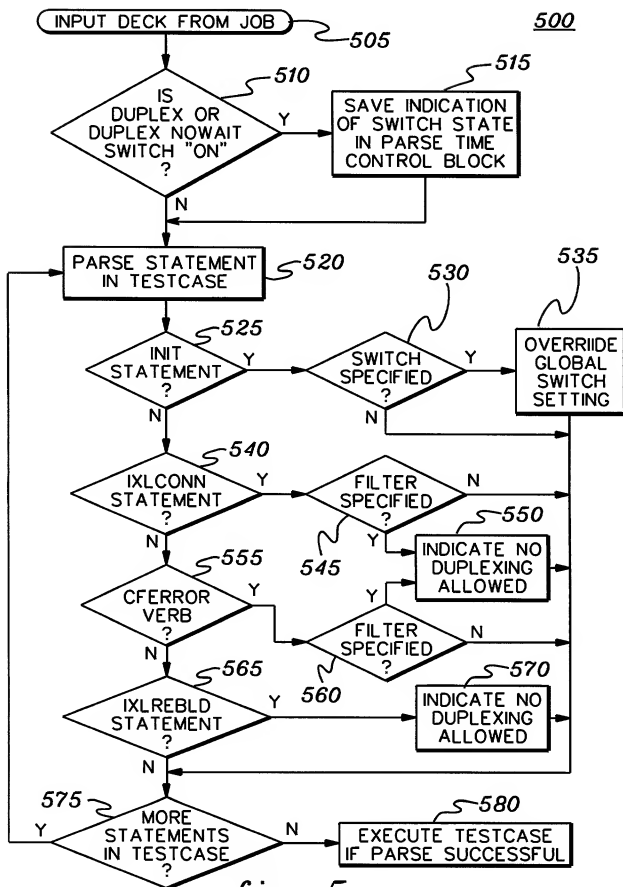 INPUT DECK FROM JOB
505
500
510
515
IS
DUPLEX OR
DUPLEX NOWAIT
SWITCH "ON"
?
Y
SAVE INDICATION
OF SWITCH STATE
IN PARSE TIME
CONTROL BLOCK
N
PARSE STATEMENT
IN TESTCASE
520
525
530
535
INIT
STATEMENT
?
Y
SWITCH
SPECIFIED
?
Y
OVERRIIDE
GLOBAL
SWITCH
SETTING
N
N
540
IXLCONN
STATEMENT
?
Y
FILTER
SPECIFIED
?
N
545
Y
550
INDICATE NO
DUPLEXING
ALLOWED
N
555
CFERROR
VERB
?
Y
Y
FILTER
SPECIFIED
?
N
560
N
565
570
IXLREBLD
STATEMENT
?
Y
INDICATE NO
DUPLEXING
ALLOWED
N
575
580
Y
MORE
STATEMENTS
IN TESTCASE
?
N
EXECUTE TESTCASE
IF PARSE SUCCESSFUL